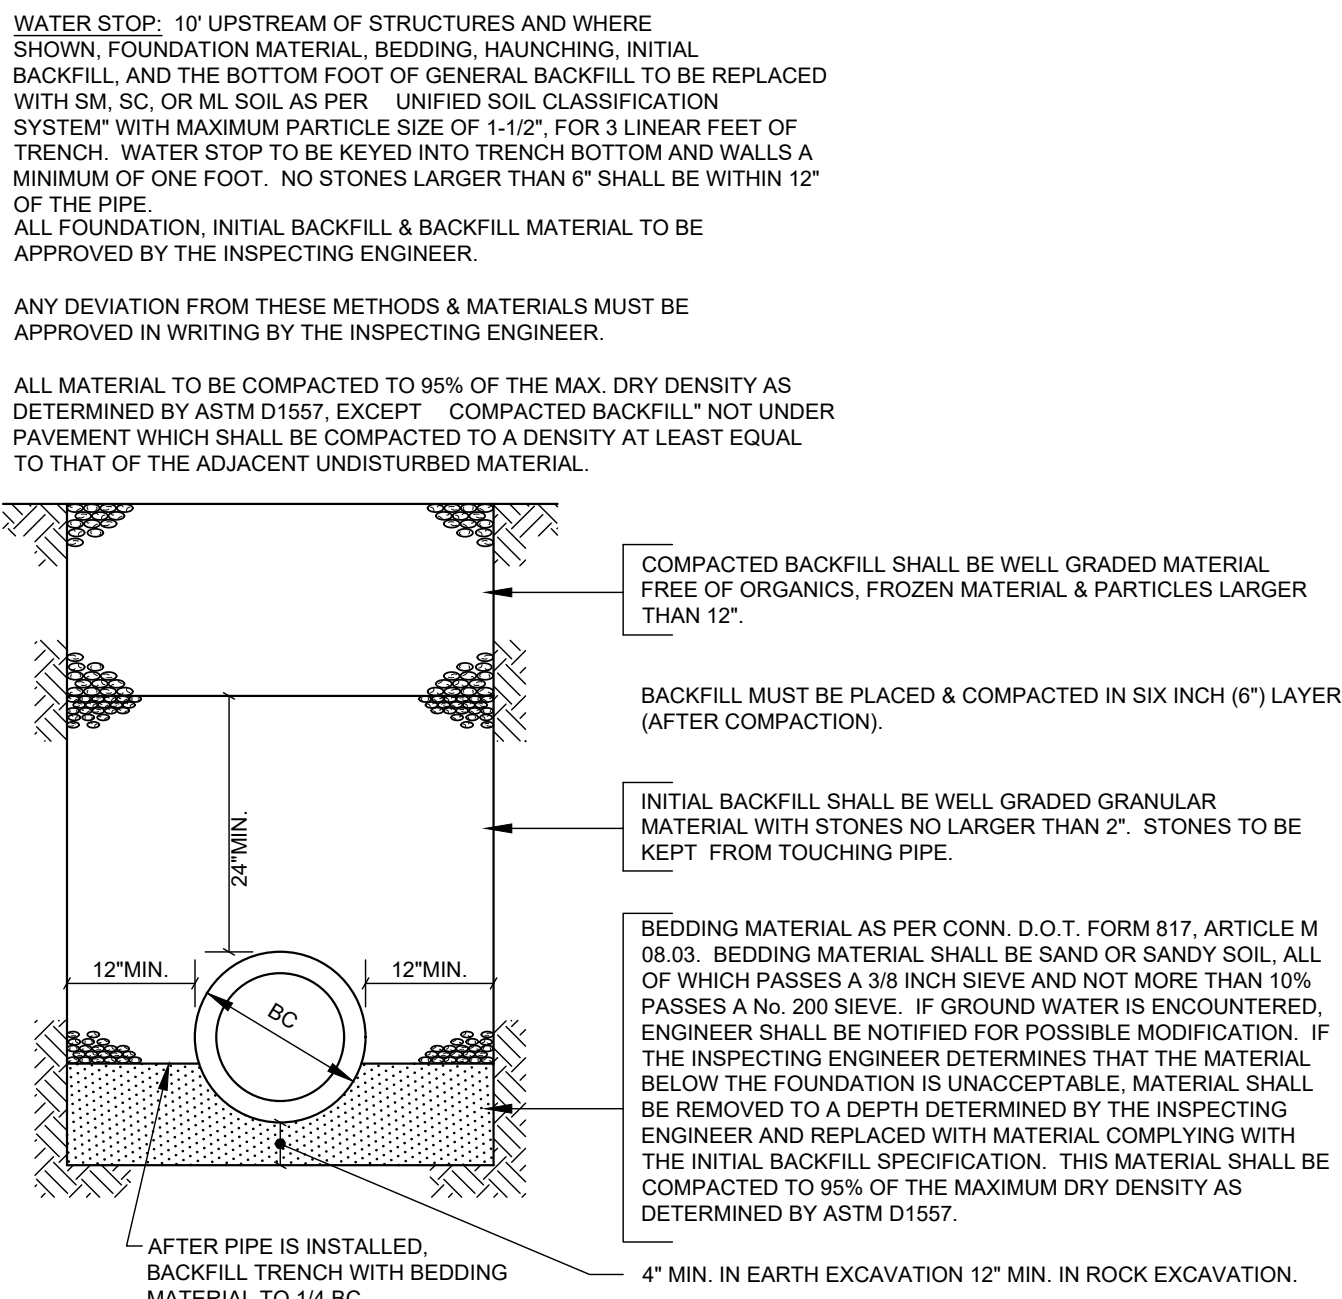 WATER STOP: 10' UPSTREAM OF STRUCTURES AND WHERE
SHOWN, FOUNDATION MATERIAL, BEDDING, HAUNCHING, INITIAL
BACKFILL, AND THE BOTTOM FOOT OF GENERAL BACKFILL TO BE REPLACED
WITH SM, SC, OR ML SOIL AS PER UNIFIED SOIL CLASSIFICATION
SYSTEM" WITH MAXIMUM PARTICLE SIZE OF 1-1/2", FOR 3 LINEAR FEET OF
TRENCH. WATER STOP TO BE KEYED INTO TRENCH BOTTOM AND WALLS A
MINIMUM OF ONE FOOT. NO STONES LARGER THAN 6" SHALL BE WITHIN 12"
OF THE PIPE.
ALL FOUNDATION, INITIAL BACKFILL & BACKFILL MATERIAL TO BE
APPROVED BY THE INSPECTING ENGINEER.
ANY DEVIATION FROM THESE METHODS & MATERIALS MUST BE
APPROVED IN WRITING BY THE INSPECTING ENGINEER.
ALL MATERIAL TO BE COMPACTED TO 95% OF THE MAX. DRY DENSITY AS
DETERMINED BY ASTM D1557, EXCEPT COMPACTED BACKFILL" NOT UNDER
PAVEMENT WHICH SHALL BE COMPACTED TO A DENSITY AT LEAST EQUAL
TO THAT OF THE ADJACENT UNDISTURBED MATERIAL.
COMPACTED BACKFILL SHALL BE WELL GRADED MATERIAL
FREE OF ORGANICS, FROZEN MATERIAL & PARTICLES LARGER
THAN 12".
BACKFILL MUST BE PLACED & COMPACTED IN SIX INCH (6") LAYER
(AFTER COMPACTION).
INITIAL BACKFILL SHALL BE WELL GRADED GRANULAR
MATERIAL WITH STONES NO LARGER THAN 2". STONES TO BE
KEPT FROM TOUCHING PIPE.
24"MIN.
12"MIN.
12"MIN.
BC
BEDDING MATERIAL AS PER CONN. D.O.T. FORM 817, ARTICLE M
08.03. BEDDING MATERIAL SHALL BE SAND OR SANDY SOIL, ALL
OF WHICH PASSES A 3/8 INCH SIEVE AND NOT MORE THAN 10%
PASSES A No. 200 SIEVE. IF GROUND WATER IS ENCOUNTERED,
ENGINEER SHALL BE NOTIFIED FOR POSSIBLE MODIFICATION. IF
THE INSPECTING ENGINEER DETERMINES THAT THE MATERIAL
BELOW THE FOUNDATION IS UNACCEPTABLE, MATERIAL SHALL
BE REMOVED TO A DEPTH DETERMINED BY THE INSPECTING
ENGINEER AND REPLACED WITH MATERIAL COMPLYING WITH
THE INITIAL BACKFILL SPECIFICATION. THIS MATERIAL SHALL BE
COMPACTED TO 95% OF THE MAXIMUM DRY DENSITY AS
DETERMINED BY ASTM D1557.
AFTER PIPE IS INSTALLED,
BACKFILL TRENCH WITH BEDDING
MATERIAL TO 1/4 BC
4" MIN. IN EARTH EXCAVATION 12" MIN. IN ROCK EXCAVATION.